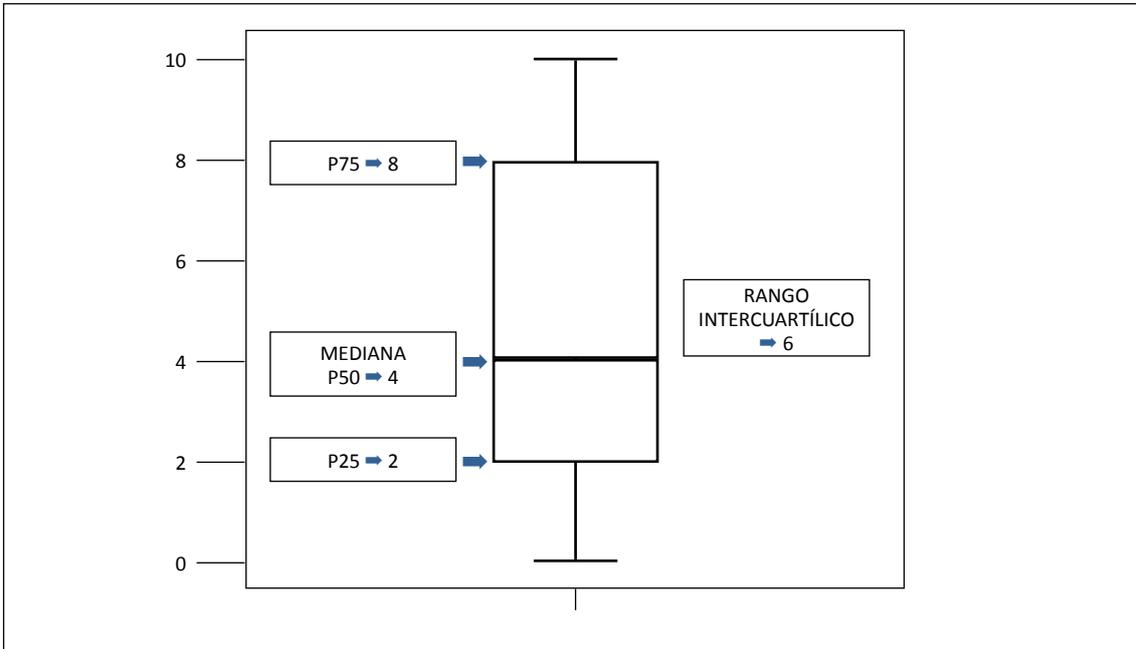 10
8
6
4
2
0
P75 ➡ 8
MEDIANA
P50 ➡ 4
P25 ➡ 2
RANGO
INTERCUARTÍLICO
➡ 6